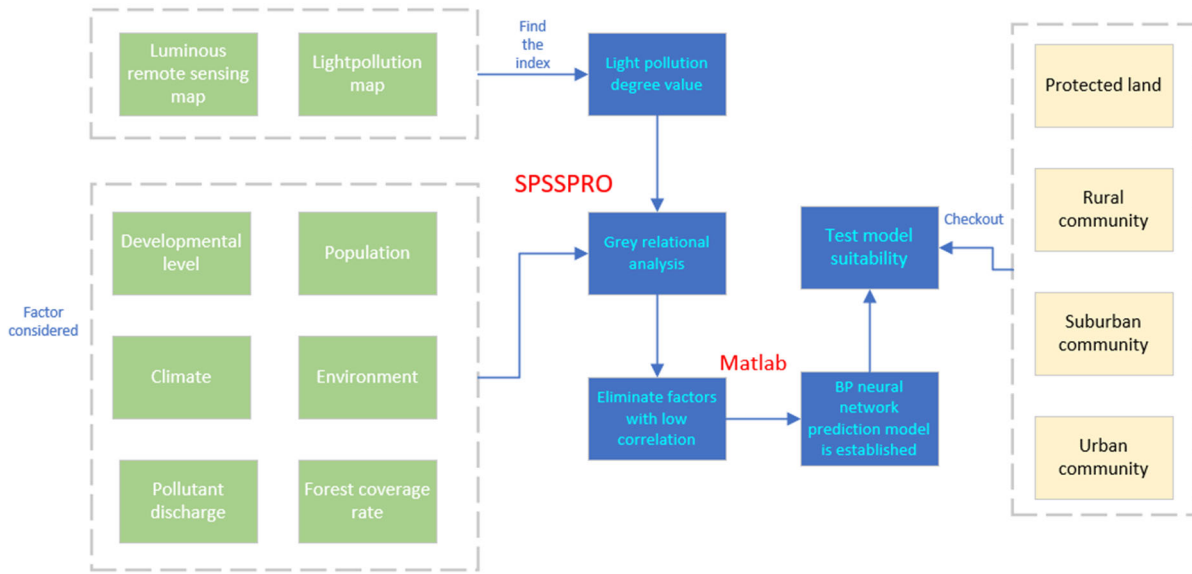 Luminous
remote sensing
map
Lightpollution
map
Find
the
index
Light pollution
degree value
Protected land
SPSSPRO
Developmental
level
Population
Grey relational
analysis
Test model
suitability
Checkout
Rural
community
Factor
considered
Climate
Environment
Suburban
community
Matlab
Eliminate factors
with low
correlation
BP neural
network
prediction model
is established
Pollutant
discharge
Forest coverage
rate
Urban
community